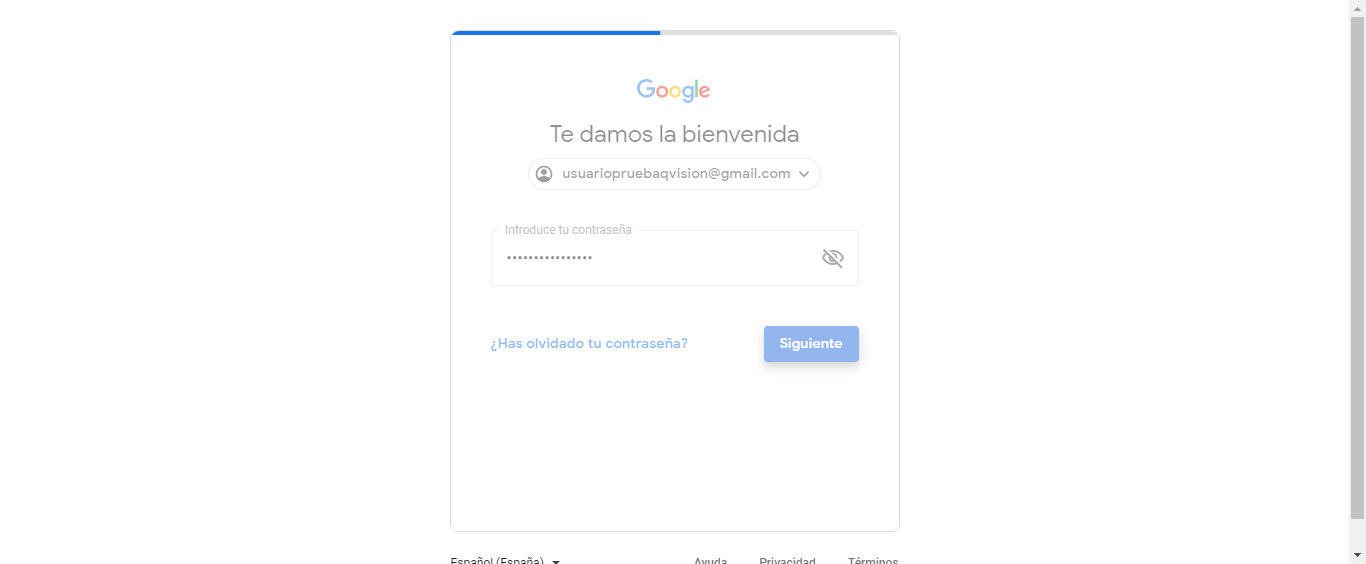 Google
Te damos la bienvenida
usuariopruebaqvision@gmail.com
Introduce tu contraseña
••••••••••••••••
¿Has olvidado tu contraseña? Siguiente
Español (España) Ayuda Privacidad Términos